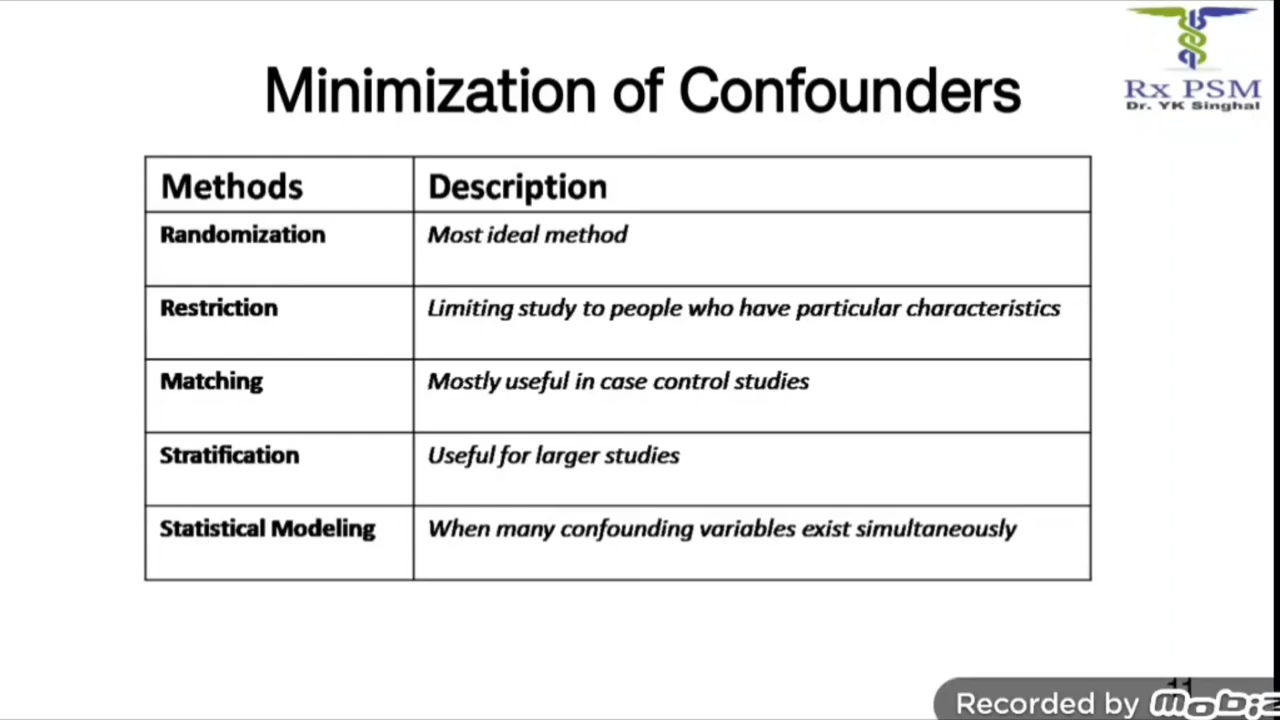 Rx PSM
Dr. YK Singhal
Minimization of Confounders
Methods Description
Randomization Most ideal method
Restriction Limiting study to people who have particular characteristics
Matching Mostly useful in case control studies
Stratification Useful for larger studies
Statistical Modeling When many confounding variables exist simultaneously
11
Recorded by